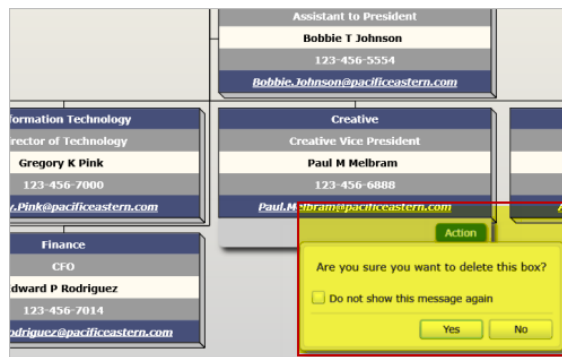 Assistant to President
Bobbie T Johnson
123-456-5554
Bobbie.Johnson@pacificeastern.com
formation Technology
rector of Technology
Gregory K Pink
123-456-7000
y.Pink@pacificeastern.com
Creative
Creative Vice President
Paul M Melbram
123-456-6888
Paul.Melbram@pacificeastern.com
Finance
CFO
dward P Rodriguez
123-456-7014
odriguez@pacificeastern.com
Action
Are you sure you want to delete this box?
Do not show this message again
Yes No